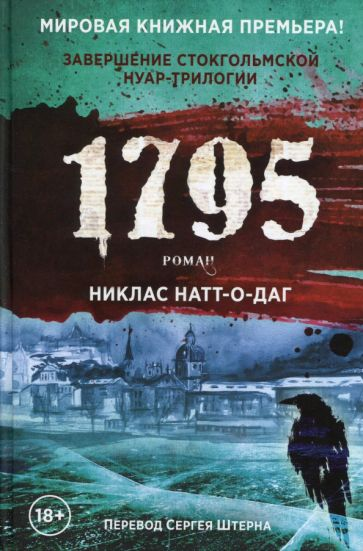 МИРОВАЯ КНИЖНАЯ ПРЕМЬЕРА!
ЗАВЕРШЕНИЕ СТОКГОЛЬМСКОЙ
НУАР-ТРИЛОГИИ
1795
РОМАН
НИКЛАС НАТТ-О-ДАГ
18+
ПЕРЕВОД СЕРГЕЯ ШТЕРНА